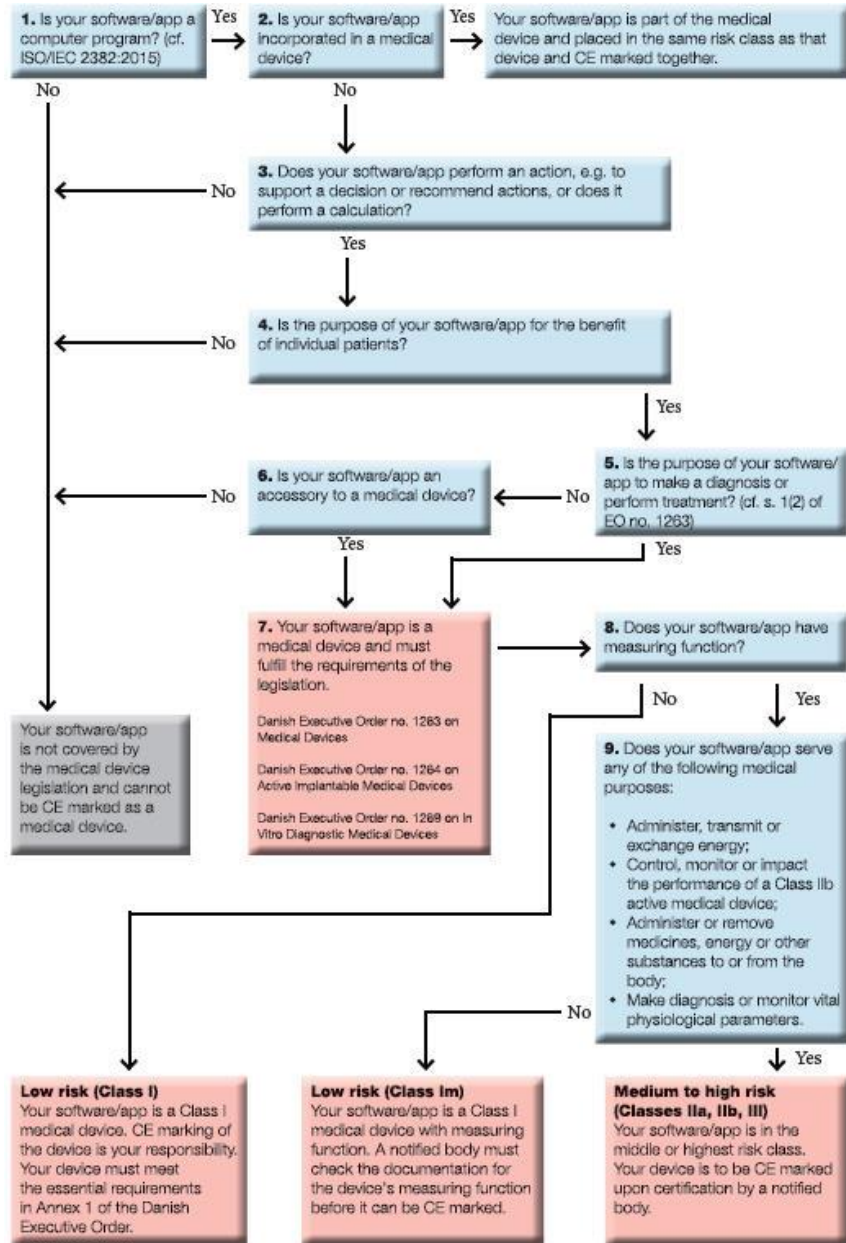 1. Is your software/app a
computer program? (cf.
ISO/IEC 2382:2015)
Yes
2. Is your software/app
incorporated in a medical
device?
Yes
Your software/app is part of the medical
device and placed in the same risk class as that
device and CE marked together.
No
No
3. Does your software/app perform an action, e.g. to
support a decision or recommend actions, or does it
perform a calculation?
No
Yes
4. Is the purpose of your software/app for the benefit
of individual patients?
No
Yes
5. Is the purpose of your software/
app to make a diagnosis or
perform treatment? (cf. s. 1(2) of
EO no. 1263)
No
6. Is your software/app an
accessory to a medical device?
No
Yes
Yes
7. Your software/app is a
medical device and must
fulfill the requirements of the
legislation.
Danish Executive Order no. 1263 on
Medical Devices
Danish Executive Order no. 1264 on
Active Implantable Medical Devices
Danish Executive Order no. 1269 on In
Vitro Diagnostic Medical Devices
8. Does your software/app have
measuring function?
No
Yes
Your software/app
is not covered by
the medical device
legislation and cannot
be CE marked as a
medical device.
9. Does your software/app serve
any of the following medical
purposes:
• Administer, transmit or
exchange energy;
• Control, monitor or impact
the performance of a Class IIb
active medical device;
• Administer or remove
medicines, energy or other
substances to or from the
body;
• Make diagnosis or monitor vital
physiological parameters.
No
Yes
Low risk (Class I)
Your software/app is a Class I
medical device. CE marking of
the device is your responsibility.
Your device must meet
the essential requirements
in Annex 1 of the Danish
Executive Order.
Low risk (Class Im)
Your software/app is a Class I
medical device with measuring
function. A notified body must
check the documentation for
the device's measuring function
before it can be CE marked.
Medium to high risk
(Classes IIa, IIb, III)
Your software/app is in the
middle or highest risk class.
Your device is to be CE marked
upon certification by a notified
body.